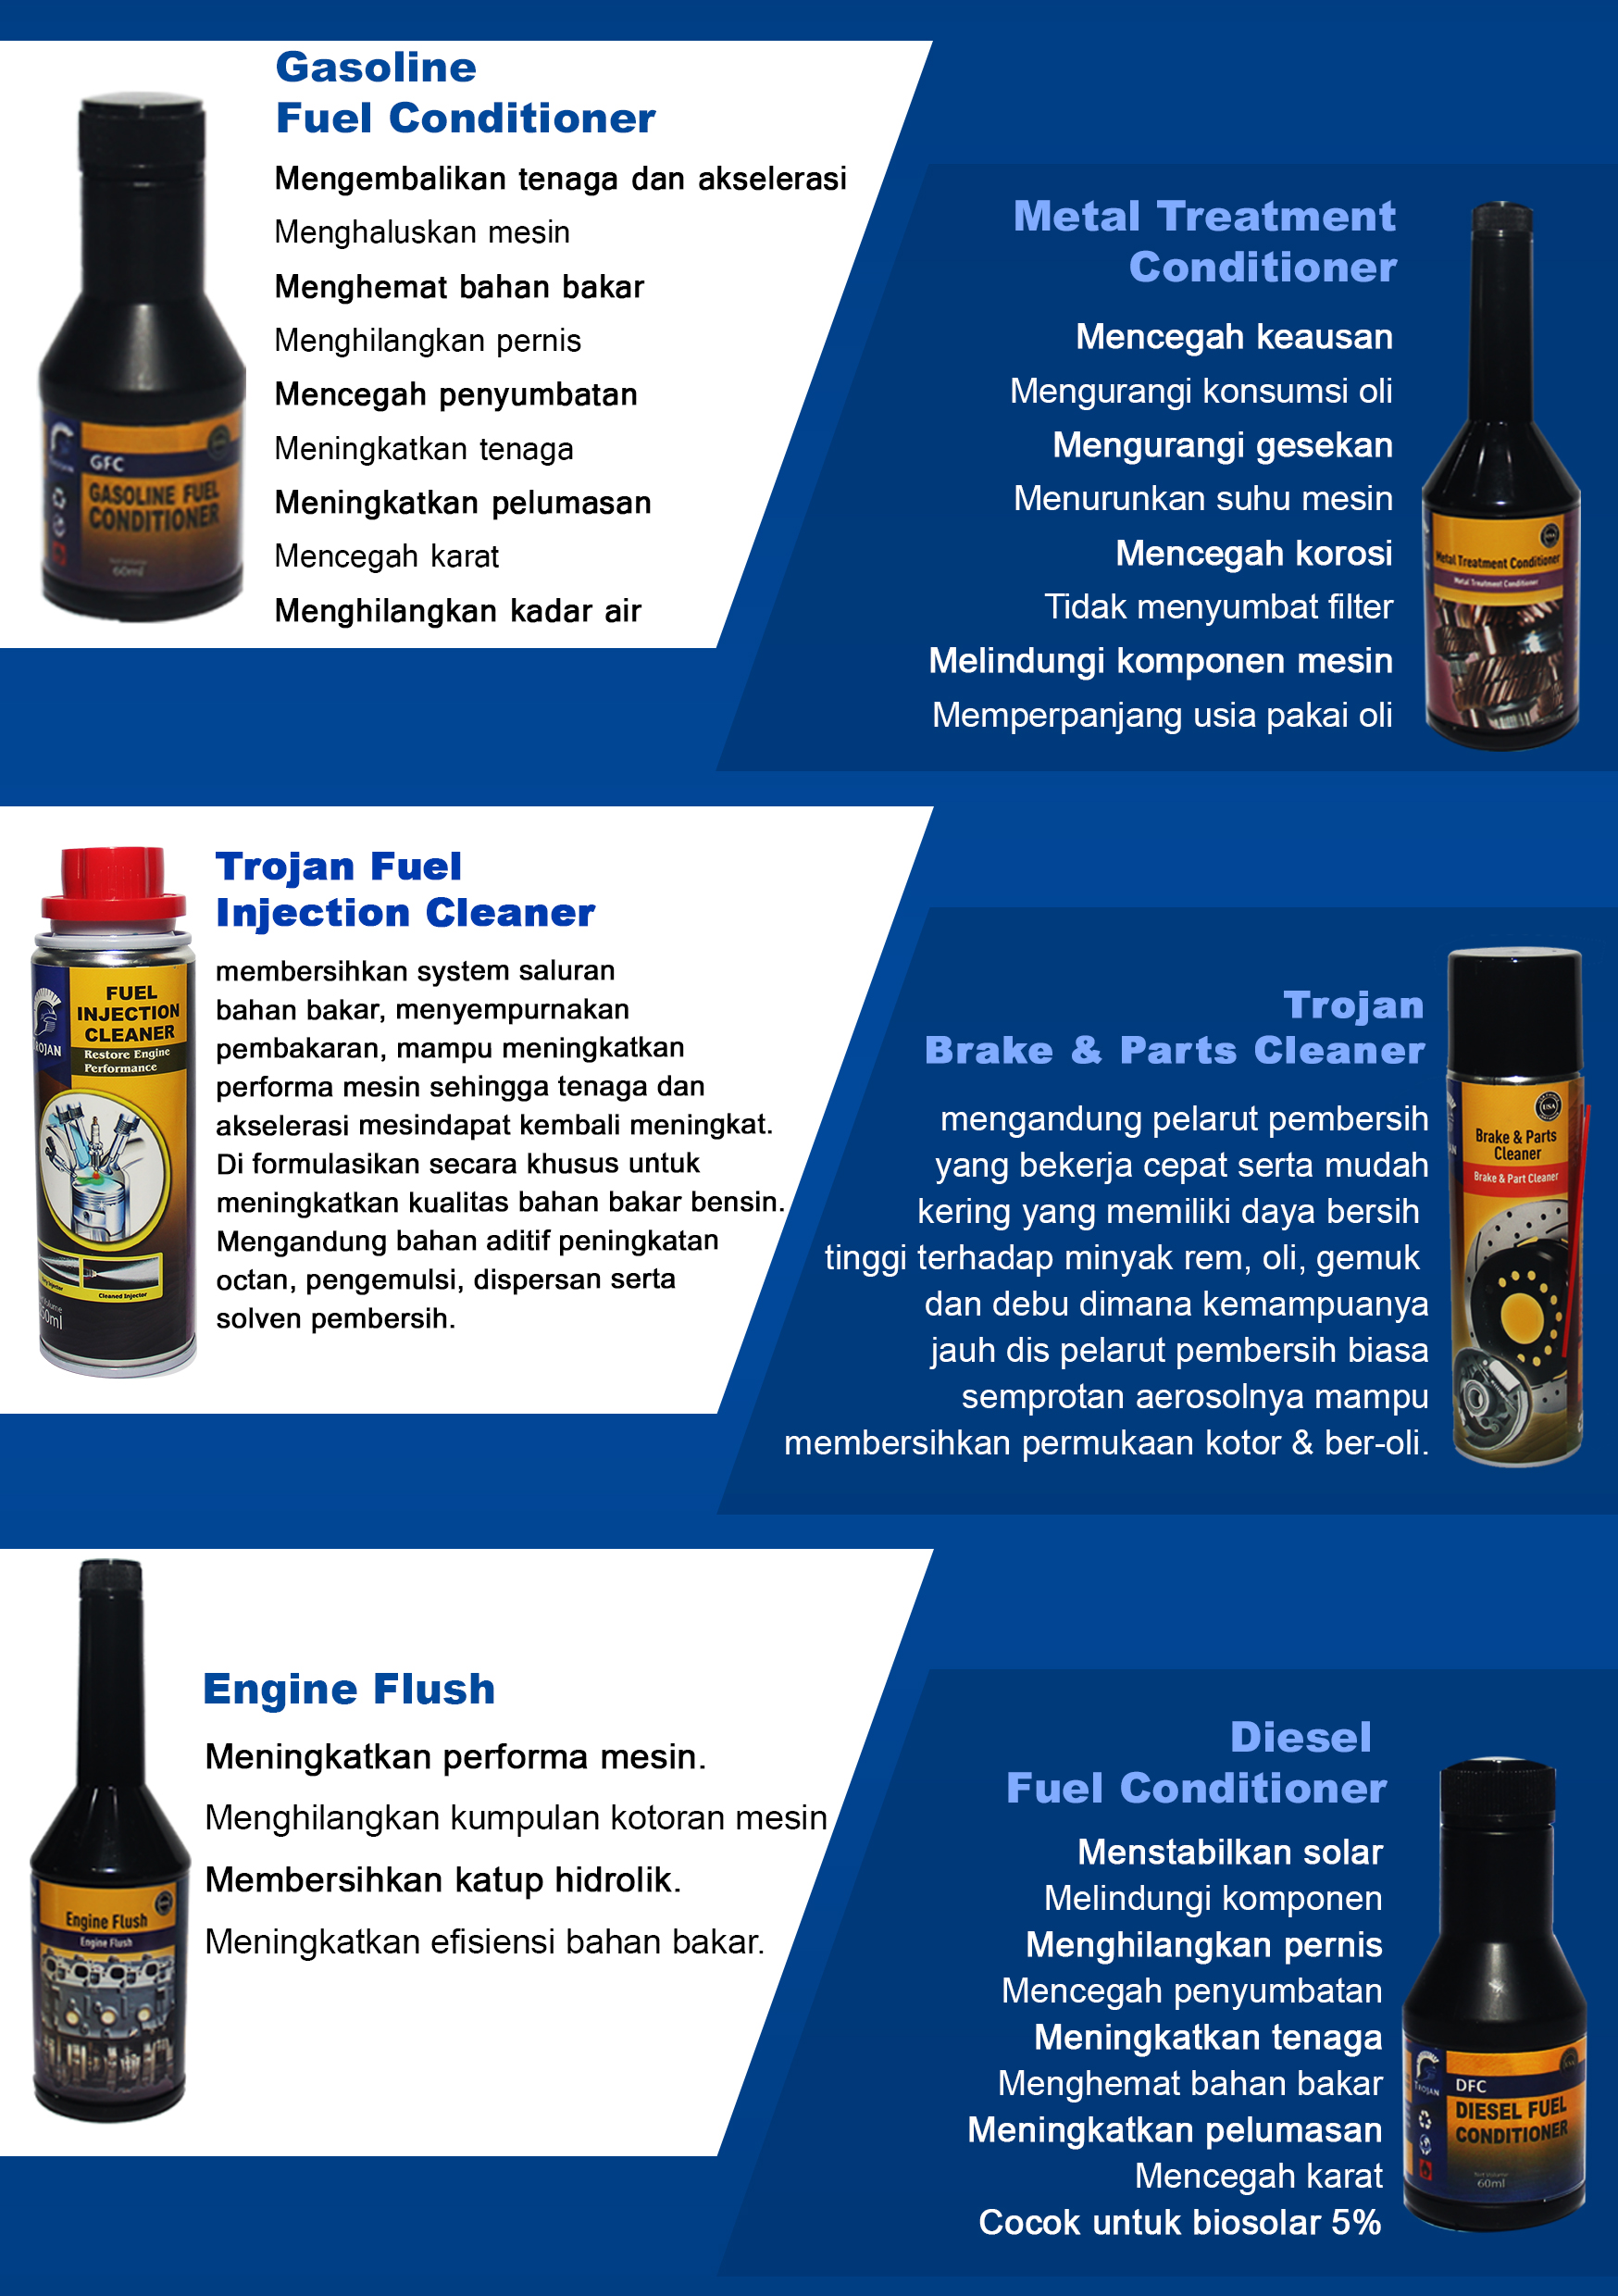 Gasoline
Fuel Conditioner
Mengembalikan tenaga dan akselerasi
Menghaluskan mesin
Menghemat bahan bakar
Menghilangkan pernis
Mencegah penyumbatan
Meningkatkan tenaga
Meningkatkan pelumasan
Mencegah karat
Menghilangkan kadar air
TROJAN
GFC
GASOLINE FUEL
CONDITIONER
60ml
Metal Treatment
Conditioner
Mencegah keausan
Mengurangi konsumsi oli
Mengurangi gesekan
Menurunkan suhu mesin
Mencegah korosi
Tidak menyumbat filter
Melindungi komponen mesin
Memperpanjang usia pakai oli
USA
Metal Treatment Conditioner
Metal Treatment Conditioner
Trojan Fuel
Injection Cleaner
membersihkan system saluran
bahan bakar, menyempurnakan
pembakaran, mampu meningkatkan
performa mesin sehingga tenaga dan
akselerasi mesindapat kembali meningkat.
Di formulasikan secara khusus untuk
meningkatkan kualitas bahan bakar bensin.
Mengandung bahan aditif peningkatan
octan, pengemulsi, dispersan serta
solven pembersih.
FUEL
INJECTION
CLEANER
ROJAN
Restore Engine
Performance
Cleaned Injector
50ml
Trojan
Brake & Parts Cleaner
mengandung pelarut pembersih
yang bekerja cepat serta mudah
kering yang memiliki daya bersih
tinggi terhadap minyak rem, oli, gemuk
dan debu dimana kemampuanya
jauh dis pelarut pembersih biasa
semprotan aerosolnya mampu
membersihkan permukaan kotor & ber-oli.
USA
Brake & Parts
Cleaner
Brake & Part Cleaner
Engine Flush
Meningkatkan performa mesin.
Menghilangkan kumpulan kotoran mesin
Membersihkan katup hidrolik.
Meningkatkan efisiensi bahan bakar.
Engine Flush
Engine Flush
Diesel
Fuel Conditioner
Menstabilkan solar
Melindungi komponen
Menghilangkan pernis
Mencegah penyumbatan
Meningkatkan tenaga
Menghemat bahan bakar
Meningkatkan pelumasan
Mencegah karat
Cocok untuk biosolar 5%
TROJAN
DFC
DIESEL FUEL
CONDITIONER
Net Volume
60ml